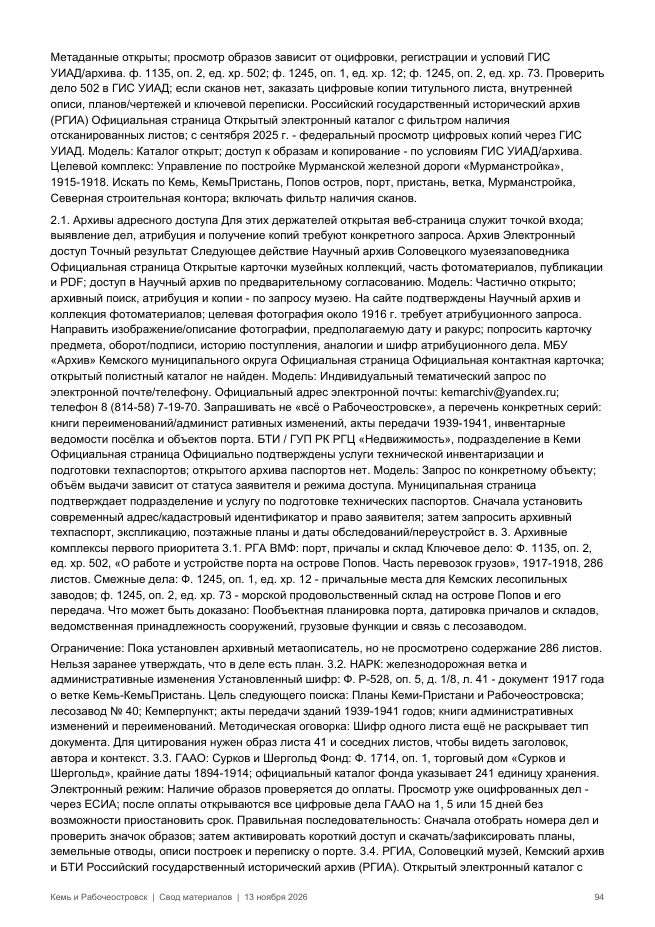 Метаданные открыты; просмотр образов зависит от оцифровки, регистрации и условий ГИС
УИАД/архива. ф. 1135, оп. 2, ед. хр. 502; ф. 1245, оп. 1, ед. хр. 12; ф. 1245, оп. 2, ед. хр. 73. Проверить
дело 502 в ГИС УИАД; если сканов нет, заказать цифровые копии титульного листа, внутренней
описи, планов/чертежей и ключевой переписки. Российский государственный исторический архив
(РГИА) Официальная страница Открытый электронный каталог с фильтром наличия
отсканированных листов; с сентября 2025 г. - федеральный просмотр цифровых копий через ГИС
УИАД. Модель: Каталог открыт; доступ к образам и копирование - по условиям ГИС УИАД/архива.
Целевой комплекс: Управление по постройке Мурманской железной дороги «Мурманстройка»,
1915-1918. Искать по Кемь, КемьПристань, Попов остров, порт, пристань, ветка, Мурманстройка,
Северная строительная контора; включать фильтр наличия сканов.
2.1. Архивы адресного доступа Для этих держателей открытая веб-страница служит точкой входа;
выявление дел, атрибуция и получение копий требуют конкретного запроса. Архив Электронный
доступ Точный результат Следующее действие Научный архив Соловецкого музеязаповедника
Официальная страница Открытые карточки музейных коллекций, часть фотоматериалов, публикации
и PDF; доступ в Научный архив по предварительному согласованию. Модель: Частично открыто;
архивный поиск, атрибуция и копии - по запросу музею. На сайте подтверждены Научный архив и
коллекция фотоматериалов; целевая фотография около 1916 г. требует атрибуционного запроса.
Направить изображение/описание фотографии, предполагаемую дату и ракурс; попросить карточку
предмета, оборот/подписи, историю поступления, аналогии и шифр атрибуционного дела. МБУ
«Архив» Кемского муниципального округа Официальная страница Официальная контактная карточка;
открытый полистный каталог не найден. Модель: Индивидуальный тематический запрос по
электронной почте/телефону. Официальный адрес электронной почты: kemarchiv@yandex.ru;
телефон 8 (814-58) 7-19-70. Запрашивать не «всё о Рабочеостровске», а перечень конкретных серий:
книги переименований/админист ративных изменений, акты передачи 1939-1941, инвентарные
ведомости посёлка и объектов порта. БТИ / ГУП РК РГЦ «Недвижимость», подразделение в Кеми
Официальная страница Официально подтверждены услуги технической инвентаризации и
подготовки техпаспортов; открытого архива паспортов нет. Модель: Запрос по конкретному объекту;
объём выдачи зависит от статуса заявителя и режима доступа. Муниципальная страница
подтверждает подразделение и услугу по подготовке технических паспортов. Сначала установить
современный адрес/кадастровый идентификатор и право заявителя; затем запросить архивный
техпаспорт, экспликацию, поэтажные планы и даты обследований/переустройст в. 3. Архивные
комплексы первого приоритета 3.1. РГА ВМФ: порт, причалы и склад Ключевое дело: Ф. 1135, оп. 2,
ед. хр. 502, «О работе и устройстве порта на острове Попов. Часть перевозок грузов», 1917-1918, 286
листов. Смежные дела: Ф. 1245, оп. 1, ед. хр. 12 - причальные места для Кемских лесопильных
заводов; ф. 1245, оп. 2, ед. хр. 73 - морской продовольственный склад на острове Попов и его
передача. Что может быть доказано: Пообъектная планировка порта, датировка причалов и складов,
ведомственная принадлежность сооружений, грузовые функции и связь с лесозаводом.
Ограничение: Пока установлен архивный метаописатель, но не просмотрено содержание 286 листов.
Нельзя заранее утверждать, что в деле есть план. 3.2. НАРК: железнодорожная ветка и
административные изменения Установленный шифр: Ф. Р-528, оп. 5, д. 1/8, л. 41 - документ 1917 года
о ветке Кемь-КемьПристань. Цель следующего поиска: Планы Кеми-Пристани и Рабочеостровска;
лесозавод № 40; Кемперпункт; акты передачи зданий 1939-1941 годов; книги административных
изменений и переименований. Методическая оговорка: Шифр одного листа ещё не раскрывает тип
документа. Для цитирования нужен образ листа 41 и соседних листов, чтобы видеть заголовок,
автора и контекст. 3.3. ГААО: Сурков и Шергольд Фонд: Ф. 1714, оп. 1, торговый дом «Сурков и
Шергольд», крайние даты 1894-1914; официальный каталог фонда указывает 241 единицу хранения.
Электронный режим: Наличие образов проверяется до оплаты. Просмотр уже оцифрованных дел -
через ЕСИА; после оплаты открываются все цифровые дела ГААО на 1, 5 или 15 дней без
возможности приостановить срок. Правильная последовательность: Сначала отобрать номера дел и
проверить значок образов; затем активировать короткий доступ и скачать/зафиксировать планы,
земельные отводы, описи построек и переписку о порте. 3.4. РГИА, Соловецкий музей, Кемский архив
и БТИ Российский государственный исторический архив (РГИА). Открытый электронный каталог с
Кемь и Рабочеостровск | Свод материалов | 13 ноября 2026 94